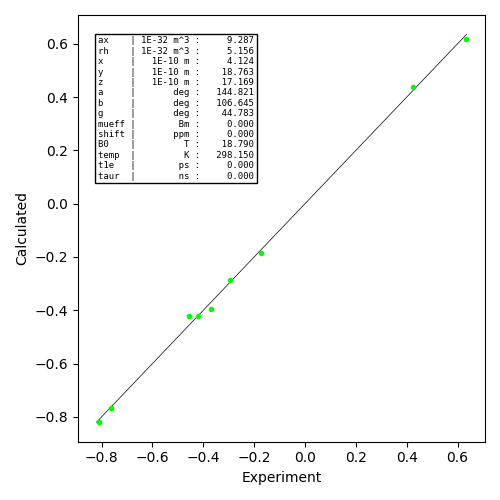 ax | 1E-32 m^3 : 9.287
rh | 1E-32 m^3 : 5.156
x | 1E-10 m : 4.124
y | 1E-10 m : 18.763
z | 1E-10 m : 17.169
a | deg : 144.821
b | deg : 106.645
g | deg : 44.783
mueff | Bm : 0.000
shift | ppm : 0.000
B0 | T : 18.790
temp | K : 298.150
t1e | ps : 0.000
taur | ns : 0.000
0.6
0.4
0.2
0.0
−0.2
−0.4
−0.6
−0.8
Calculated
−0.8 −0.6 −0.4 −0.2 0.0 0.2 0.4 0.6
Experiment